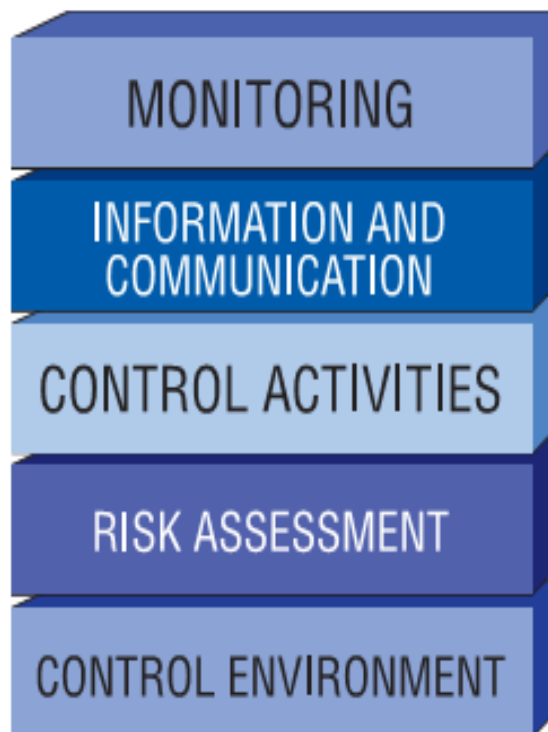 MONITORING
INFORMATION AND
COMMUNICATION
CONTROL ACTIVITIES
RISK ASSESSMENT
CONTROL ENVIRONMENT